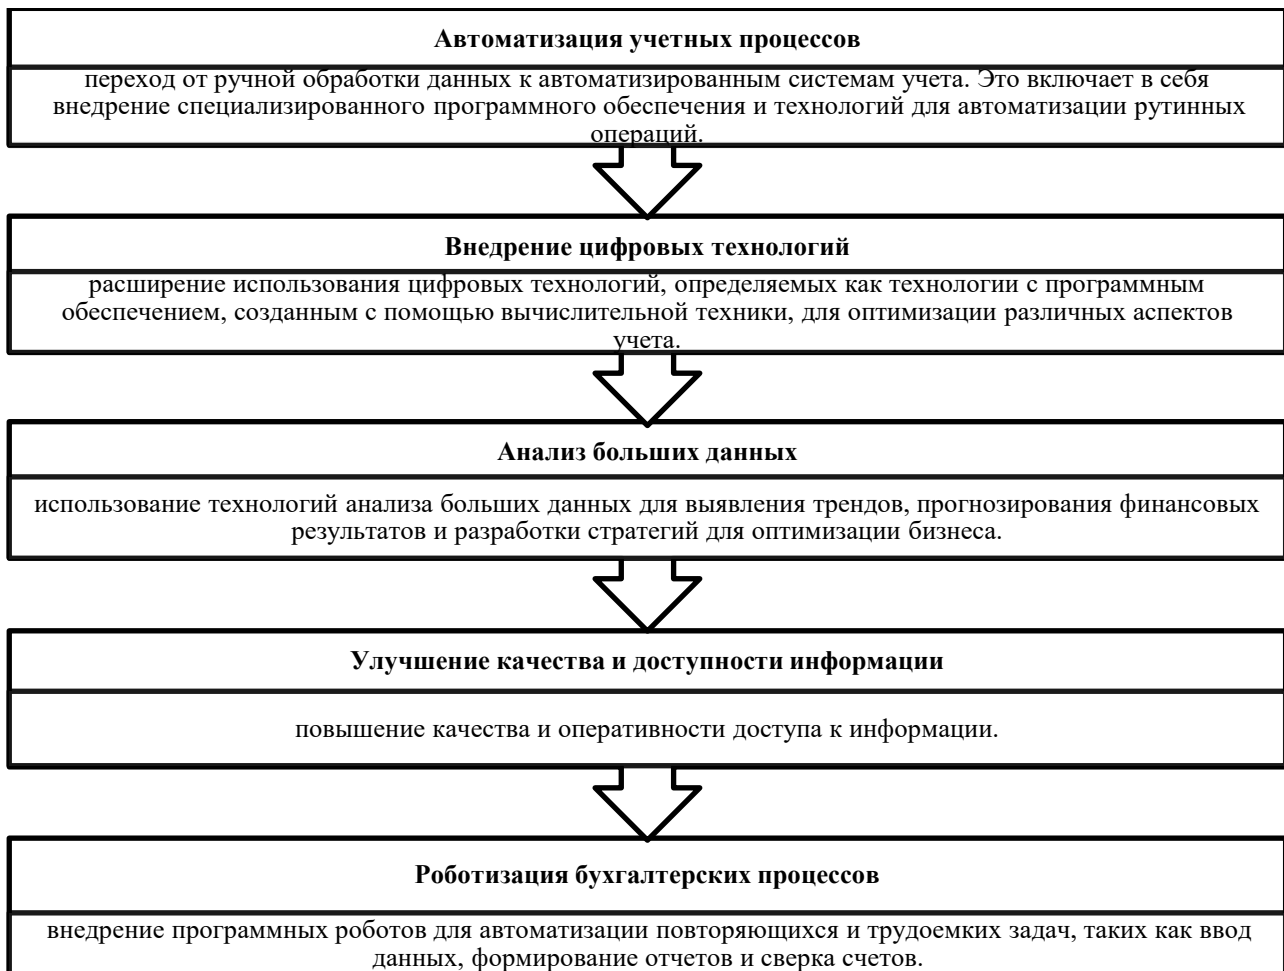 Автоматизация учетных процессов
переход от ручной обработки данных к автоматизированным системам учета. Это включает в себя
внедрение специализированного программного обеспечения и технологий для автоматизации рутинных
операций.
Внедрение цифровых технологий
расширение использования цифровых технологий, определяемых как технологии с программным
обеспечением, созданным с помощью вычислительной техники, для оптимизации различных аспектов
учета.
Анализ больших данных
использование технологий анализа больших данных для выявления трендов, прогнозирования финансовых
результатов и разработки стратегий для оптимизации бизнеса.
Улучшение качества и доступности информации
повышение качества и оперативности доступа к информации.
Роботизация бухгалтерских процессов
внедрение программных роботов для автоматизации повторяющихся и трудоемких задач, таких как ввод
данных, формирование отчетов и сверка счетов.